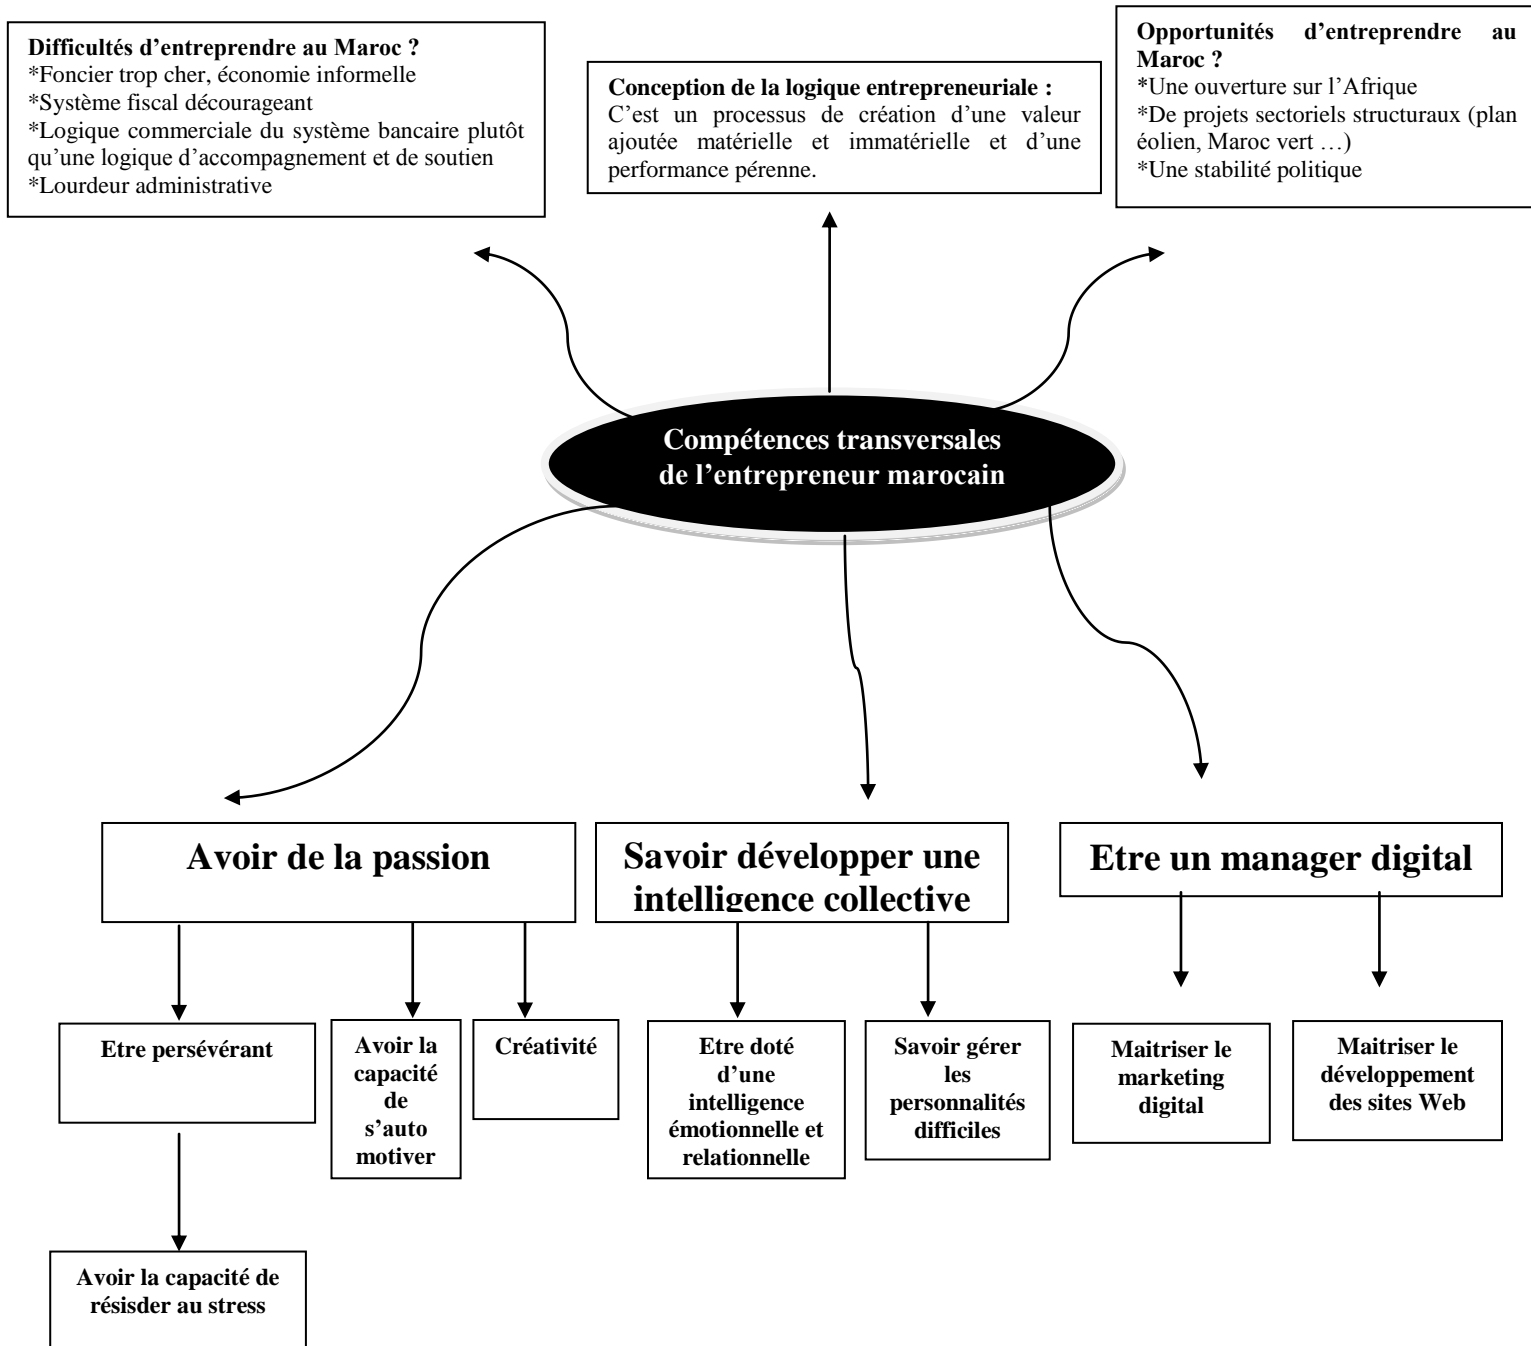 Difficultés d’entreprendre au Maroc ?
*Foncier trop cher, économie informelle
*Système fiscal décourageant
*Logique commerciale du système bancaire plutôt
qu’une logique d’accompagnement et de soutien
*Lourdeur administrative
Conception de la logique entrepreneuriale :
C’est un processus de création d’une valeur
ajoutée matérielle et immatérielle et d’une
performance pérenne.
Opportunités d’entreprendre au
Maroc ?
*Une ouverture sur l’Afrique
*De projets sectoriels structuraux (plan
éolien, Maroc vert …)
*Une stabilité politique
Compétences transversales
de l’entrepreneur marocain
Avoir de la passion
Savoir développer une
intelligence collective
Etre un manager digital
Etre persévérant
Avoir la
capacité
de
s’auto
motiver
Créativité
Etre doté
d’une
intelligence
émotionnelle et
relationnelle
Savoir gérer
les
personnalités
difficiles
Maitriser le
marketing
digital
Maitriser le
développement
des sites Web
Avoir la capacité de
résisder au stress